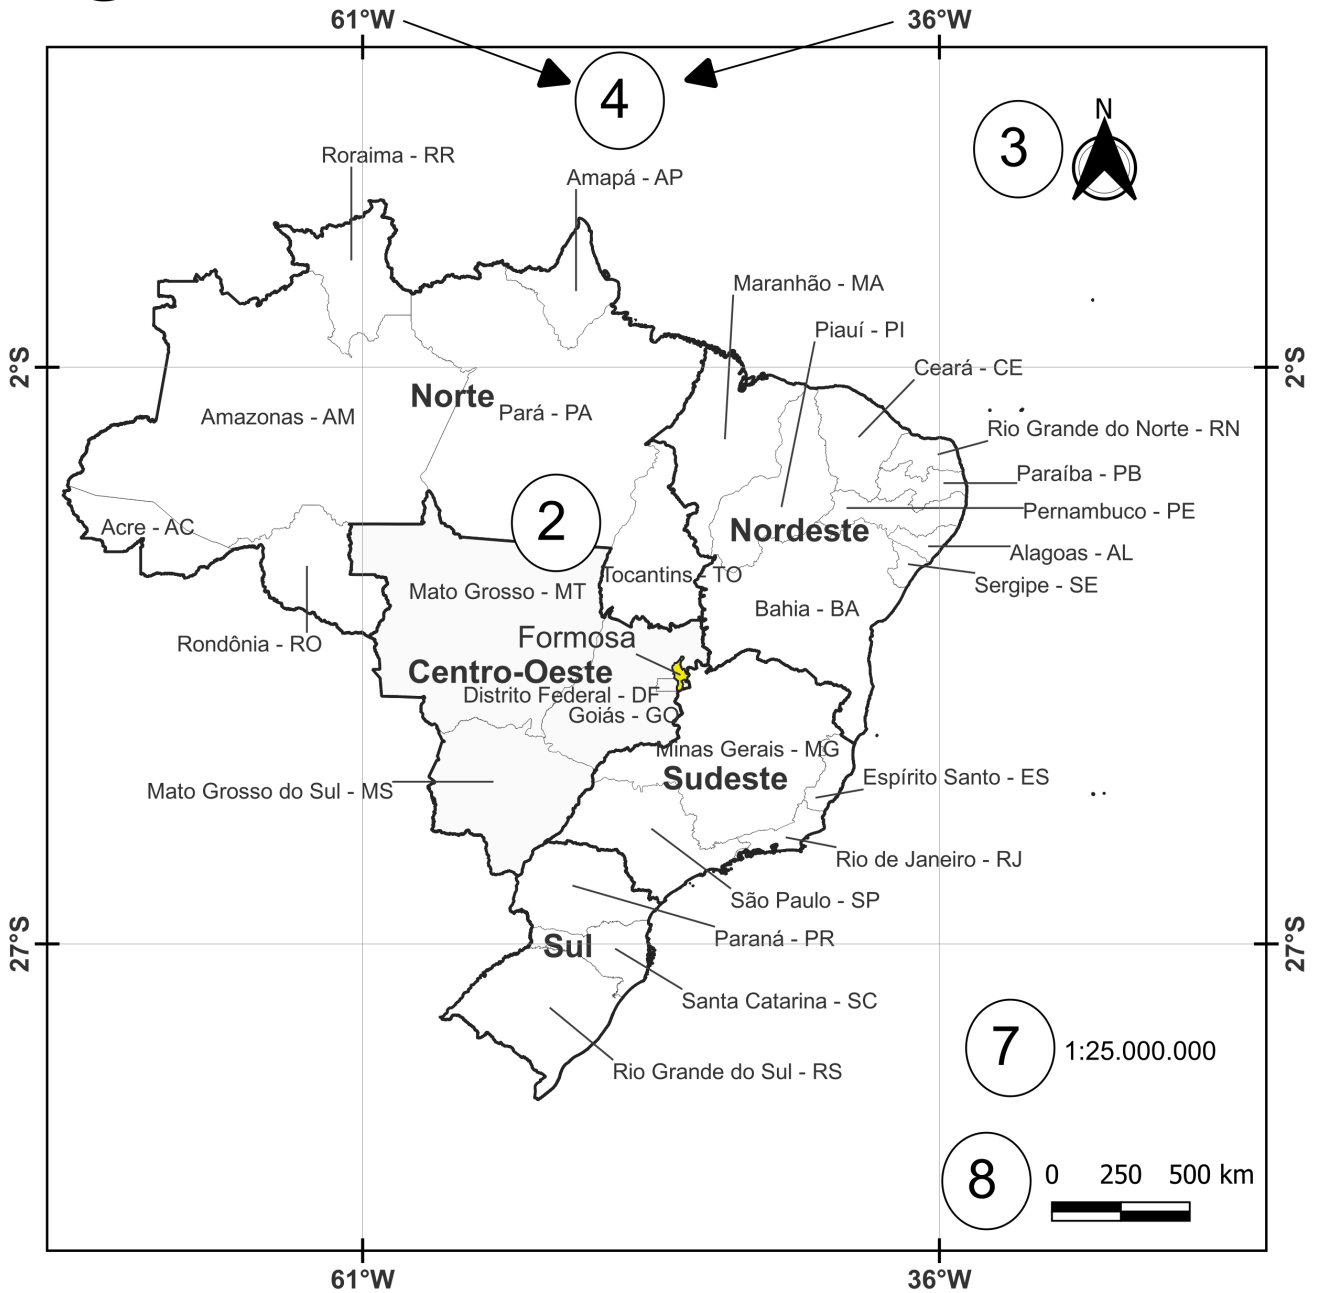 61°W
36°W
4
3
N
Roraima - RR
Amapá - AP
Maranhão - MA
Piauí - PI
2°S
2°S
Ceará - CE
Norte
Pará - PA
Amazonas - AM
Rio Grande do Norte - RN
Paraíba - PB
Pernambuco - PE
2
Acre - AC
Nordeste
Alagoas - AL
Tocantins - TO
Sergipe - SE
Mato Grosso - MT
Bahia - BA
Formosa
Rondônia - RO
Centro-Oeste
Distrito Federal - DF
Goiás - GO
Minas Gerais - MG
Sudeste
Espírito Santo - ES
Mato Grosso do Sul - MS
Rio de Janeiro - RJ
São Paulo - SP
Paraná - PR
27°S
Sul
27°S
Santa Catarina - SC
7
1:25.000.000
Rio Grande do Sul - RS
8
0 250 500 km
61°W
36°W